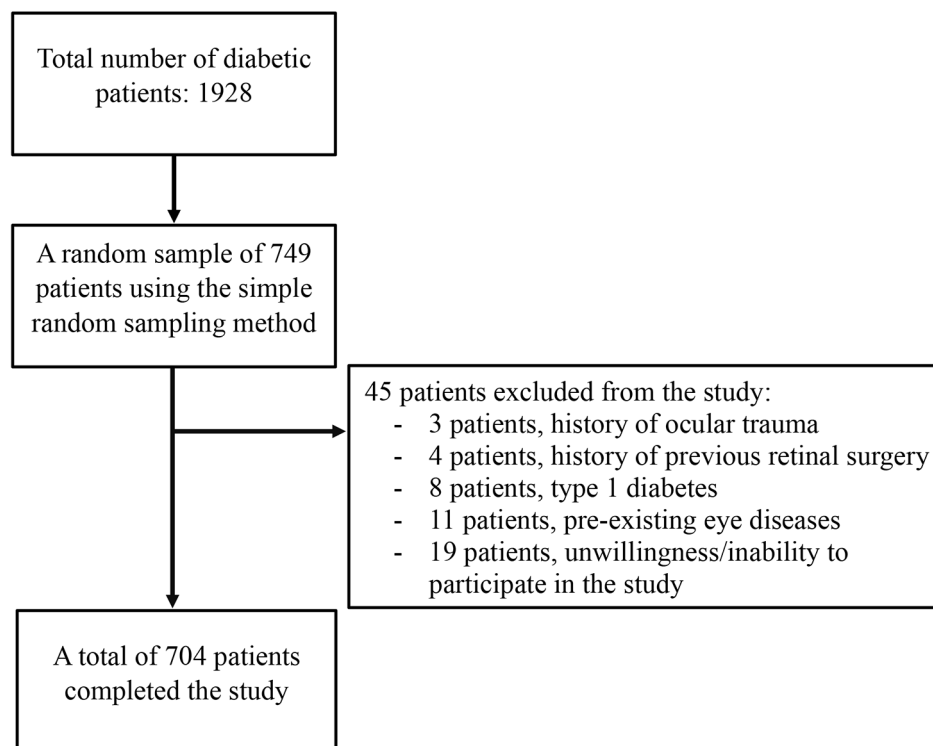 Total number of diabetic
patients: 1928
A random sample of 749
patients using the simple
random sampling method
45 patients excluded from the study:
- 3 patients, history of ocular trauma
- 4 patients, history of previous retinal surgery
- 8 patients, type 1 diabetes
- 11 patients, pre-existing eye diseases
- 19 patients, unwillingness/inability to
participate in the study
A total of 704 patients
completed the study